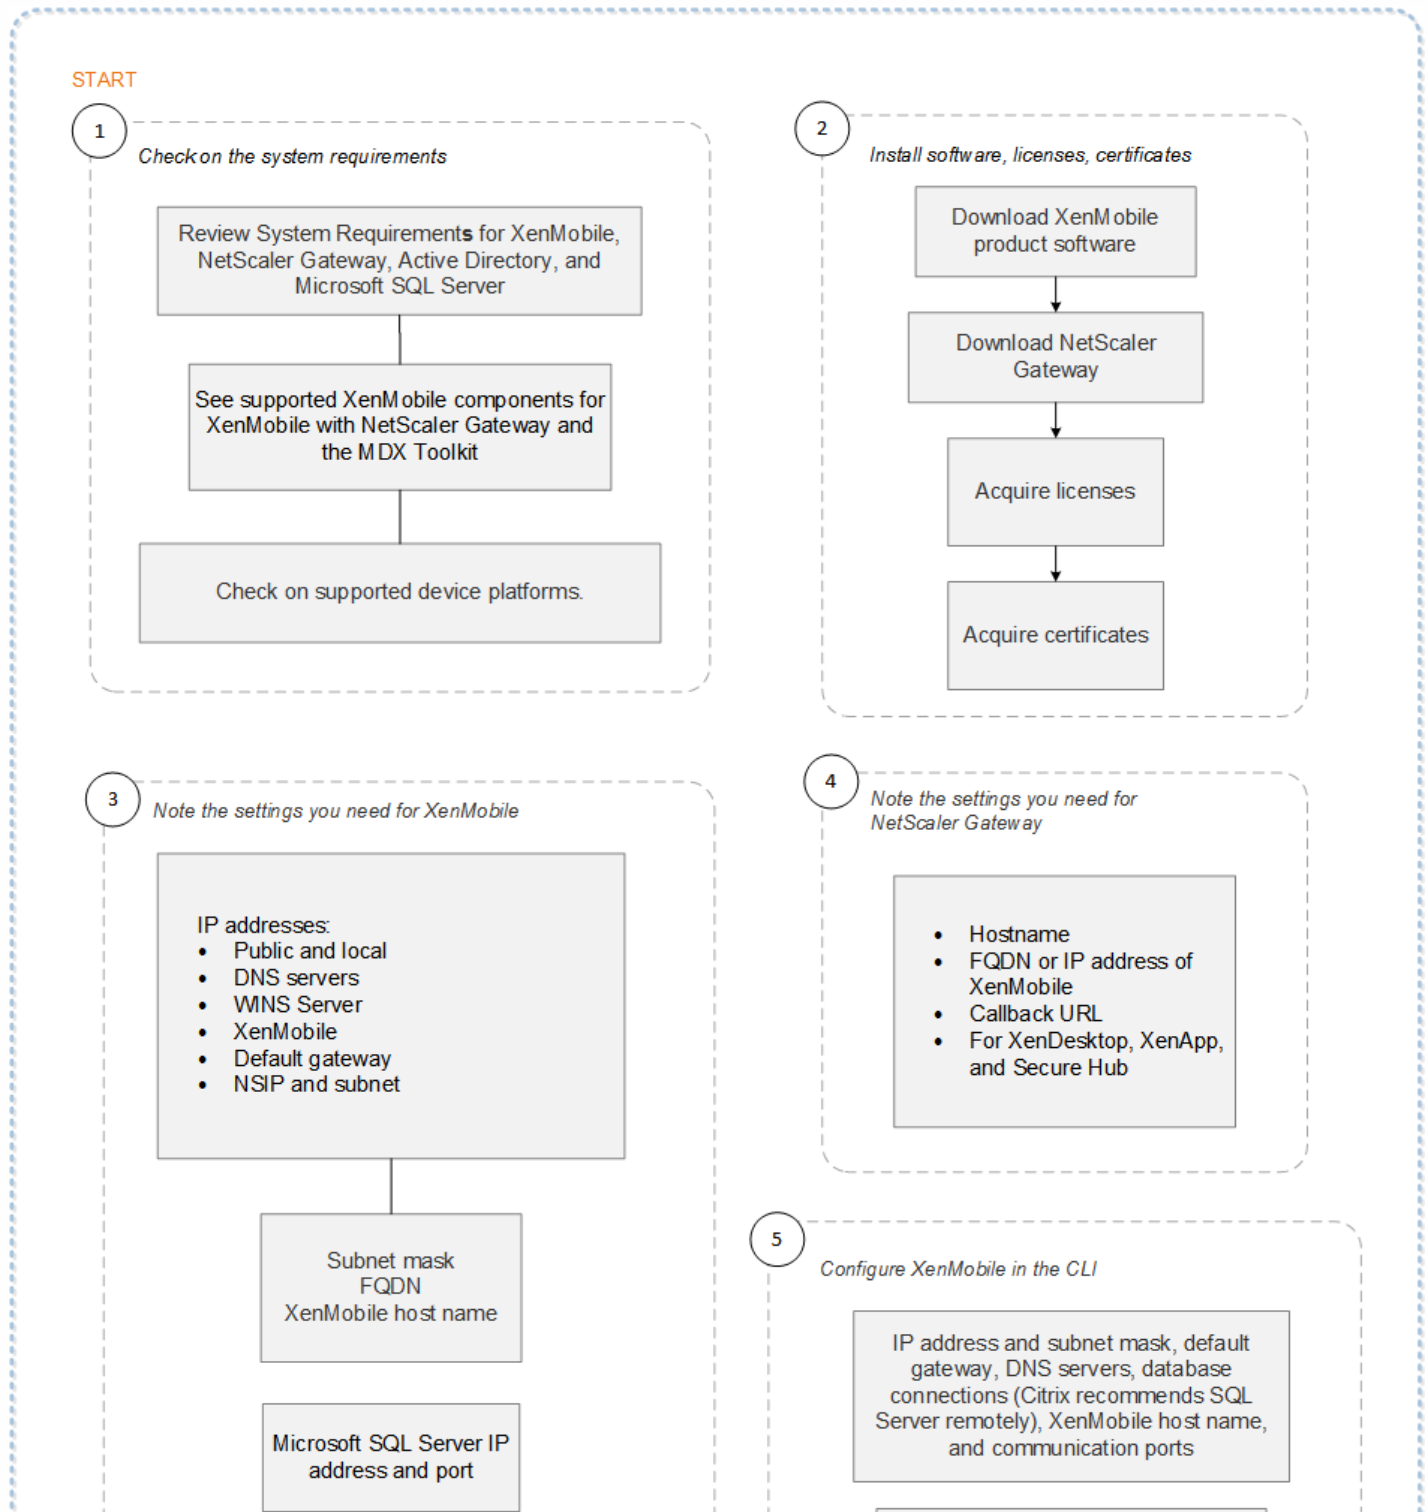 START
1
Check on the system requirements
Review System Requirements for XenMobile,
NetScaler Gateway, Active Directory, and
Microsoft SQL Server
See supported XenMobile components for
XenMobile with NetScaler Gateway and
the MDX Toolkit
Check on supported device platforms.
2
Install software, licenses, certificates
Download XenMobile
product software
Download NetScaler
Gateway
Acquire licenses
Acquire certificates
3
Note the settings you need for XenMobile
IP addresses:
• Public and local
• DNS servers
• WINS Server
• XenMobile
• Default gateway
• NSIP and subnet
Subnet mask
FQDN
XenMobile host name
Microsoft SQL Server IP
address and port
4
Note the settings you need for
NetScaler Gateway
• Hostname
• FQDN or IP address of
XenMobile
• Callback URL
• For XenDesktop, XenApp,
and Secure Hub
5
Configure XenMobile in the CLI
IP address and subnet mask, default
gateway, DNS servers, database
connections (Citrix recommends SQL
Server remotely), XenMobile host name,
and communication ports